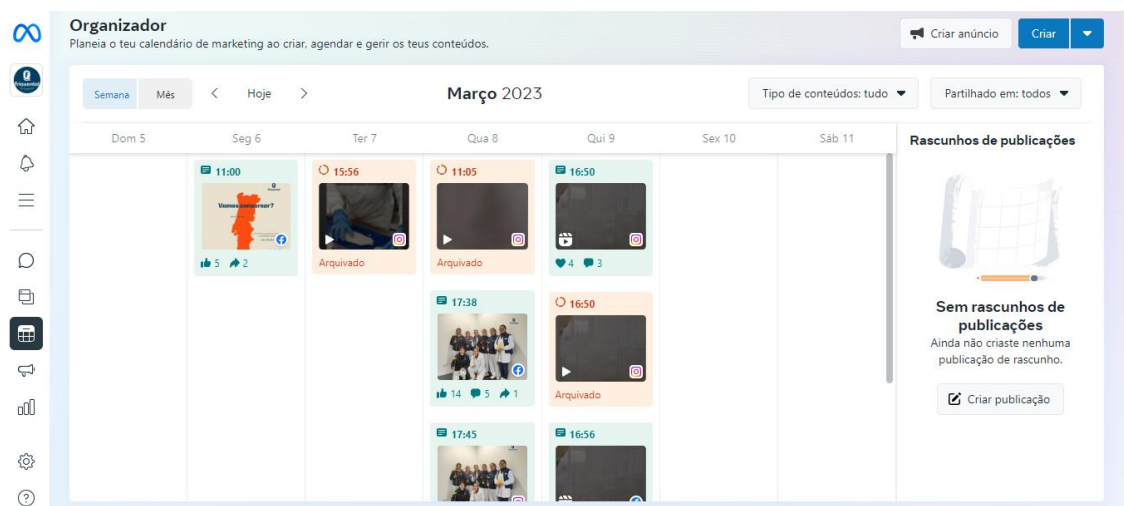 Organizador
Planeia o teu calendário de marketing ao criar, agendar e gerir os teus conteúdos.
Criar anúncio
Criar
Semana
Mês
Hoje
Março 2023
Tipo de conteúdos: tudo
Partilhado em: todos
Dom 5
Seg 6
Ter 7
Qua 8
Qui 9
Sex 10
Sáb 11
11:00
Vamos conversar?
5
2
15:56
Arquivado
11:05
Arquivado
17:38
14
5
1
17:45
16:50
4
3
16:50
Arquivado
16:56
Rascunhos de publicações
Sem rascunhos de
publicações
Ainda não criaste nenhuma
publicação de rascunho.
Criar publicação